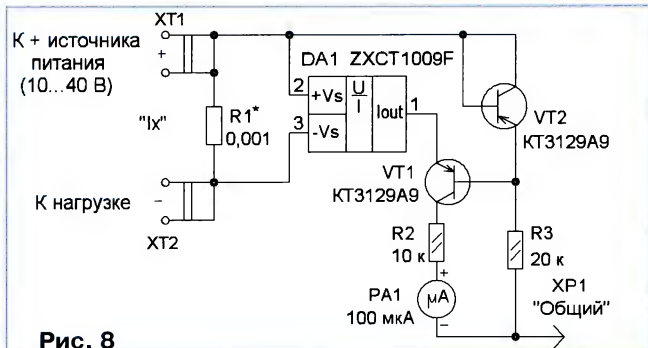 XT1
К + источника
питания
(10...40 В)
+
"Ix"
R1*
0,001
К нагрузке
−
XT2
DA1 ZXCT1009F
2
+Vs
U
I
3
-Vs
Iout
1
VT2
КТ3129А9
VT1
КТ3129А9
R2
10 к
R3
20 к
+
PA1
μA
100 мкА
−
XP1
"Общий"
Рис. 8